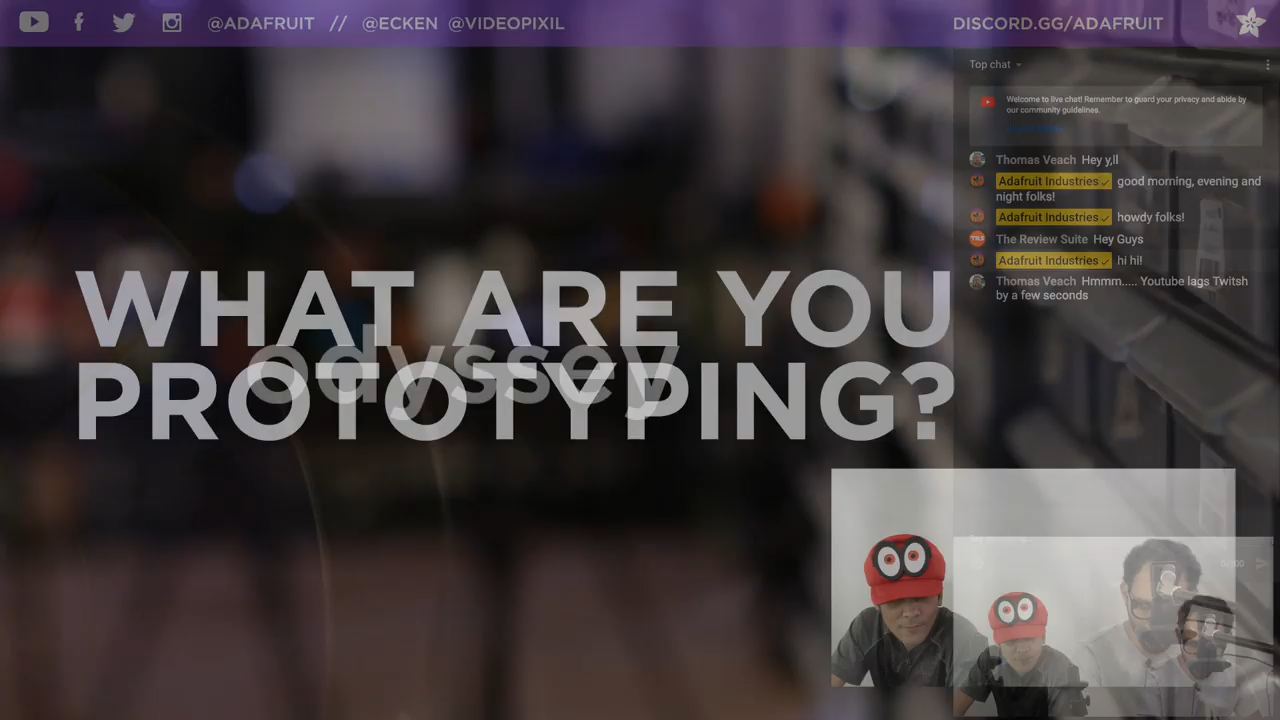 @ADAFRUIT // @ECKEN @VIDEOPIXIL
DISCORD.GG/ADAFRUIT
Top chat
Welcome to live chat! Remember to guard your privacy and abide by
our community guidelines.
Thomas Veach Hey y,ll
Adafruit Industries good morning, evening and
night folks!
Adafruit Industries howdy folks!
The Review Suite Hey Guys
Adafruit Industries hi hi!
Thomas Veach Hmmm..... Youtube lags Twitsh
by a few seconds
WHAT ARE YOU
odyssey
PROTOTYPING?